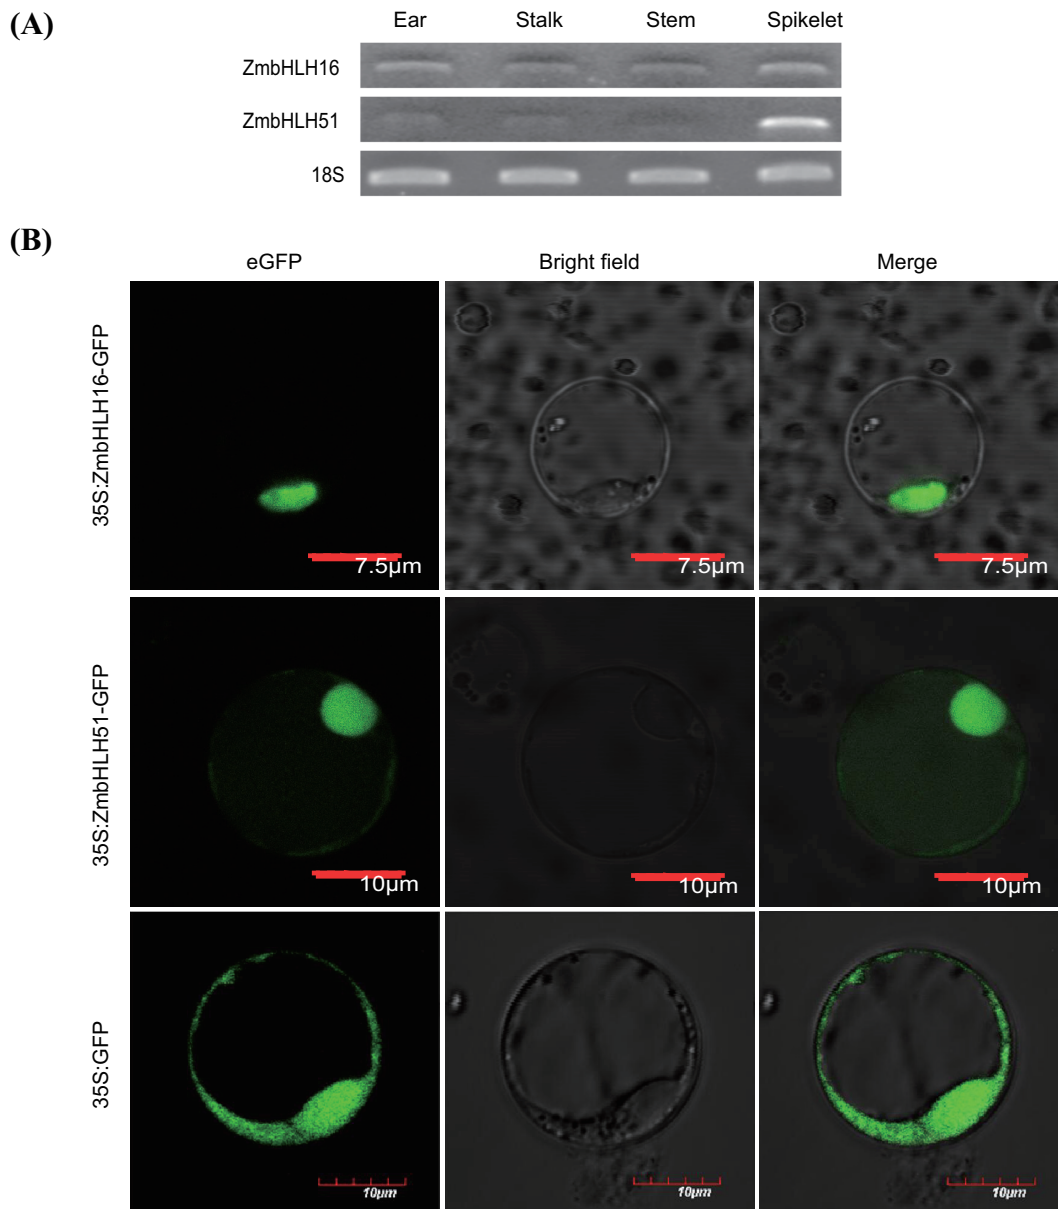 (A)
Ear Stalk Stem Spikelet
ZmbHLH16
ZmbHLH51
18S
(B)
eGFP Bright field Merge
35S:ZmbHLH16-GFP
7.5µm 7.5µm 7.5µm
35S:ZmbHLH51-GFP
10µm 10µm 10µm
35S:GFP
10µm 10µm 10µm